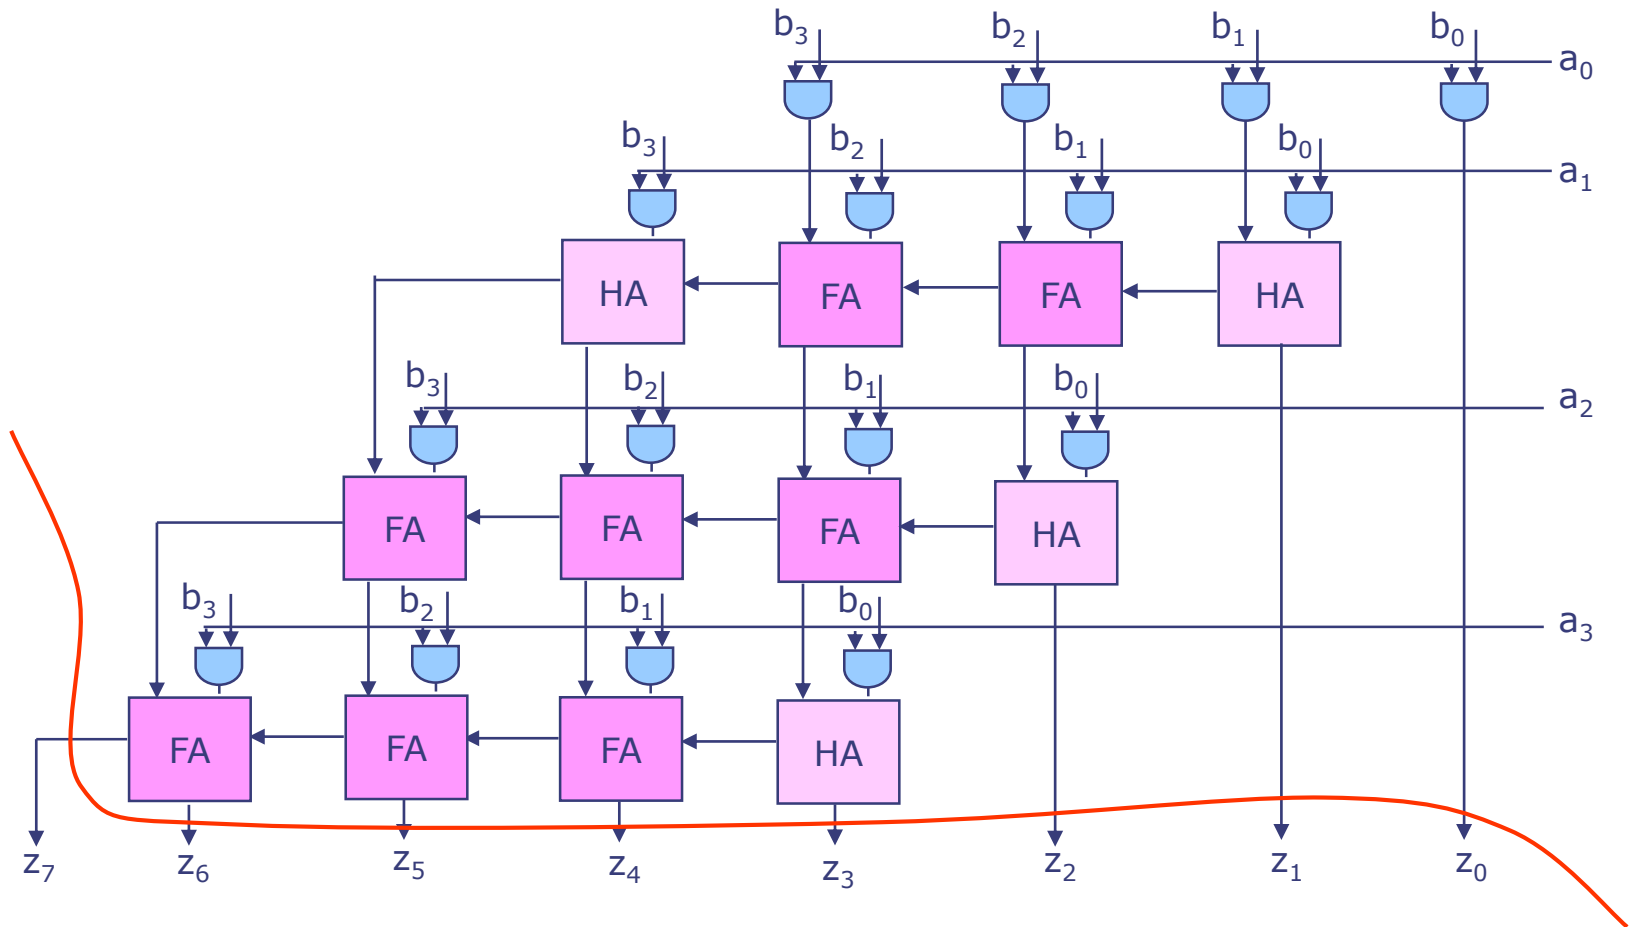 b₃ b₂ b₁ b₀
a₀
b₃ b₂ b₁ b₀
a₁
HA FA FA HA
b₃ b₂ b₁ b₀
a₂
FA FA FA HA
b₃ b₂ b₁ b₀
a₃
FA FA FA HA
z₇ z₆ z₅ z₄ z₃ z₂ z₁ z₀